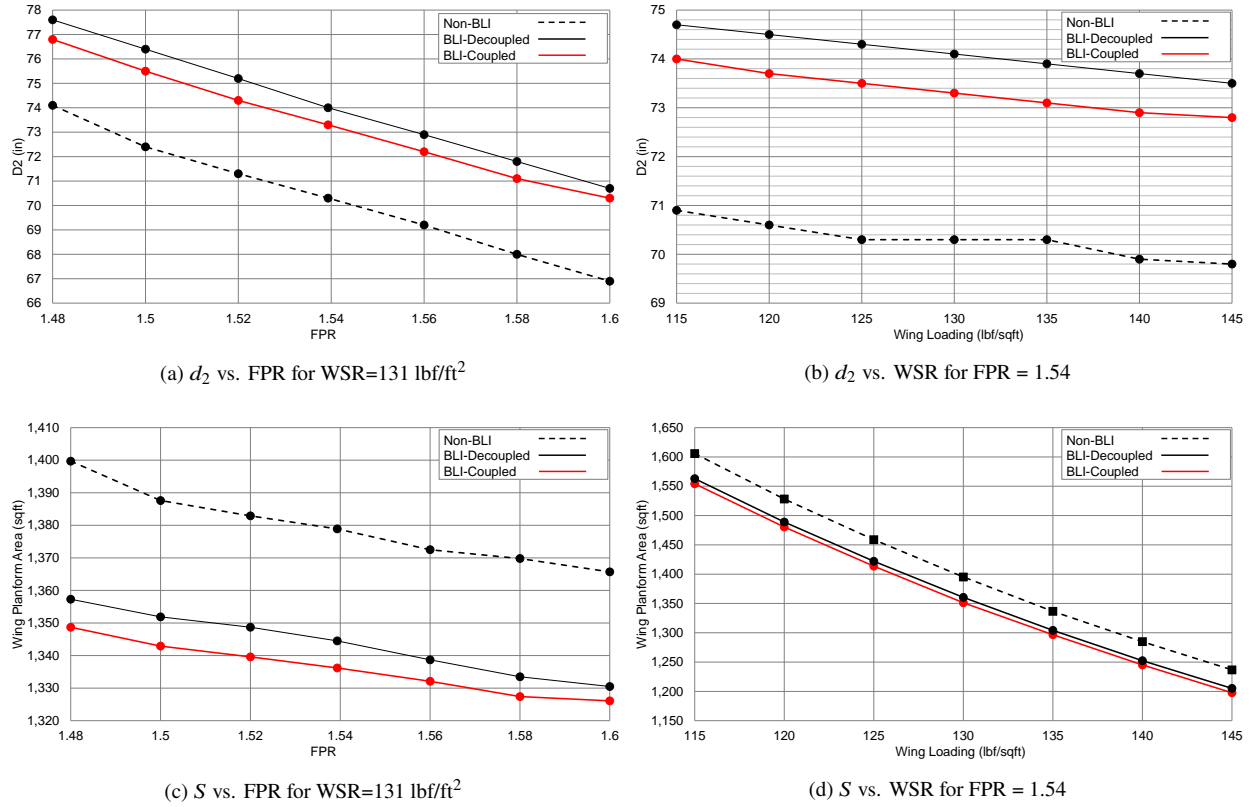 78
77
76
75
74
73
72
71
70
69
68
67
66
D2 (in)
1.48 1.5 1.52 1.54 1.56 1.58 1.6
FPR
Non-BLI
BLI-Decoupled
BLI-Coupled
(a) d₂ vs. FPR for WSR=131 lbf/ft²
75
74
73
72
71
70
69
D2 (in)
115 120 125 130 135 140 145
Wing Loading (lbf/sqft)
Non-BLI
BLI-Decoupled
BLI-Coupled
(b) d₂ vs. WSR for FPR = 1.54
1,410
1,400
1,390
1,380
1,370
1,360
1,350
1,340
1,330
1,320
Wing Planform Area (sqft)
1.48 1.5 1.52 1.54 1.56 1.58 1.6
FPR
Non-BLI
BLI-Decoupled
BLI-Coupled
(c) S vs. FPR for WSR=131 lbf/ft²
1,650
1,600
1,550
1,500
1,450
1,400
1,350
1,300
1,250
1,200
1,150
Wing Planform Area (sqft)
115 120 125 130 135 140 145
Wing Loading (lbf/sqft)
Non-BLI
BLI-Decoupled
BLI-Coupled
(d) S vs. WSR for FPR = 1.54